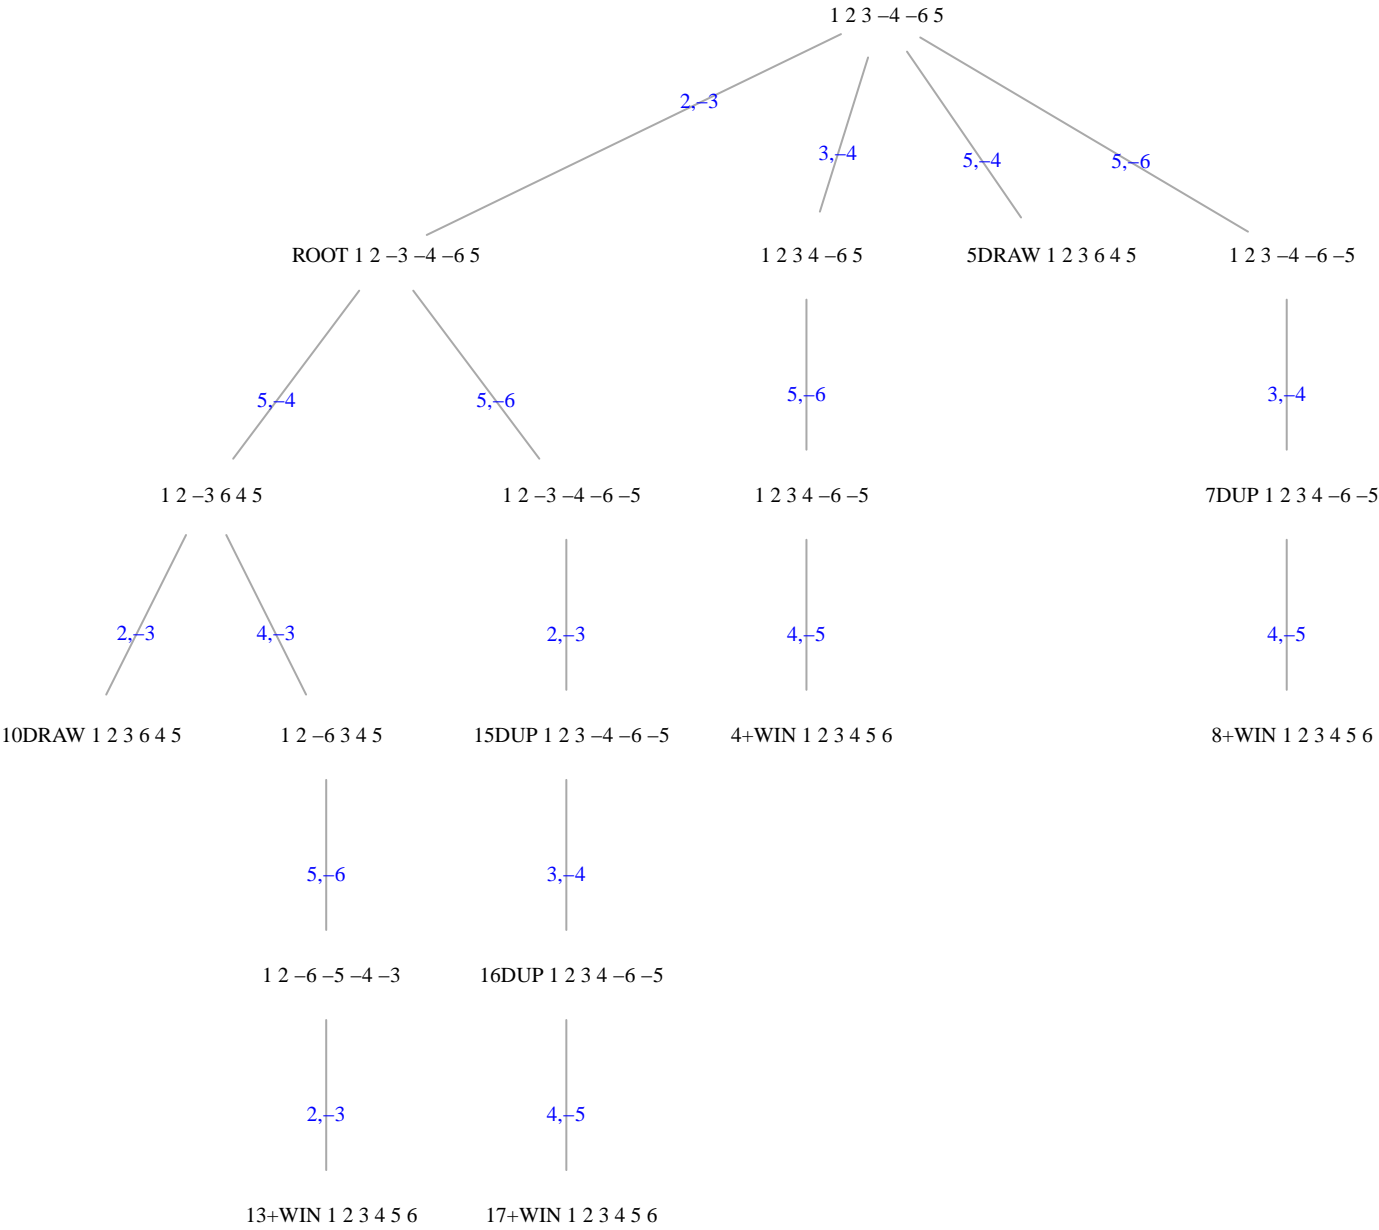 1 2 3 −4 −6 5
2,−3
3,−4
5,−4
5,−6
ROOT 1 2 −3 −4 −6 5
1 2 3 4 −6 5
5DRAW 1 2 3 6 4 5
1 2 3 −4 −6 −5
5,−4
5,−6
5,−6
3,−4
1 2 −3 6 4 5
1 2 −3 −4 −6 −5
1 2 3 4 −6 −5
7DUP 1 2 3 4 −6 −5
2,−3
4,−3
2,−3
4,−5
4,−5
10DRAW 1 2 3 6 4 5
1 2 −6 3 4 5
15DUP 1 2 3 −4 −6 −5
4+WIN 1 2 3 4 5 6
8+WIN 1 2 3 4 5 6
5,−6
3,−4
1 2 −6 −5 −4 −3
16DUP 1 2 3 4 −6 −5
2,−3
4,−5
13+WIN 1 2 3 4 5 6
17+WIN 1 2 3 4 5 6